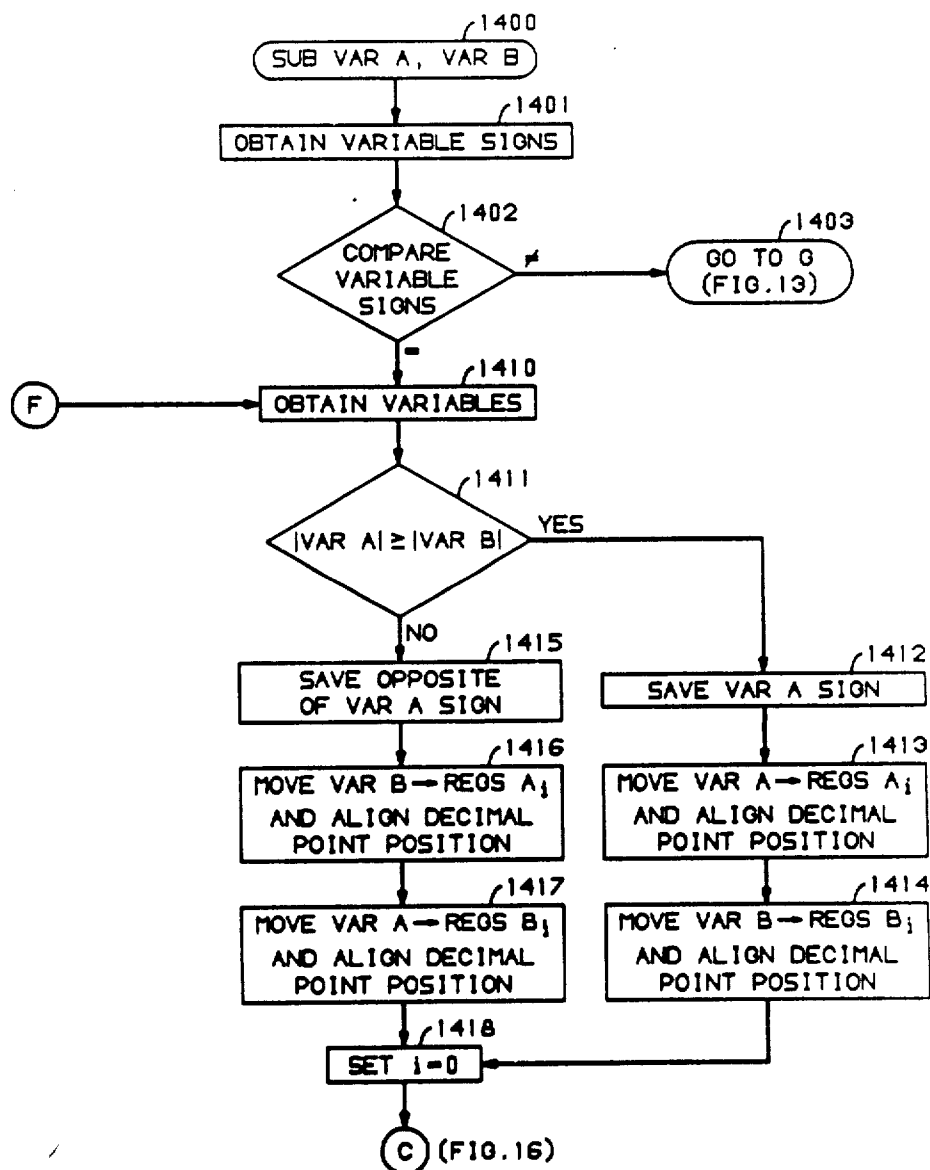 1400
SUB VAR A, VAR B
1401
OBTAIN VARIABLE SIGNS
1402
COMPARE
VARIABLE
SIGNS
≠
1403
GO TO G
(FIG.13)
=
1410
F
OBTAIN VARIABLES
1411
|VAR A| ≥ |VAR B|
YES
NO
1415
SAVE OPPOSITE
OF VAR A SIGN
1412
SAVE VAR A SIGN
1416
MOVE VAR B → REGS Ai
AND ALIGN DECIMAL
POINT POSITION
1413
MOVE VAR A → REGS Ai
AND ALIGN DECIMAL
POINT POSITION
1417
MOVE VAR A → REGS Bi
AND ALIGN DECIMAL
POINT POSITION
1414
MOVE VAR B → REGS Bi
AND ALIGN DECIMAL
POINT POSITION
1418
SET i=0
C (FIG.16)